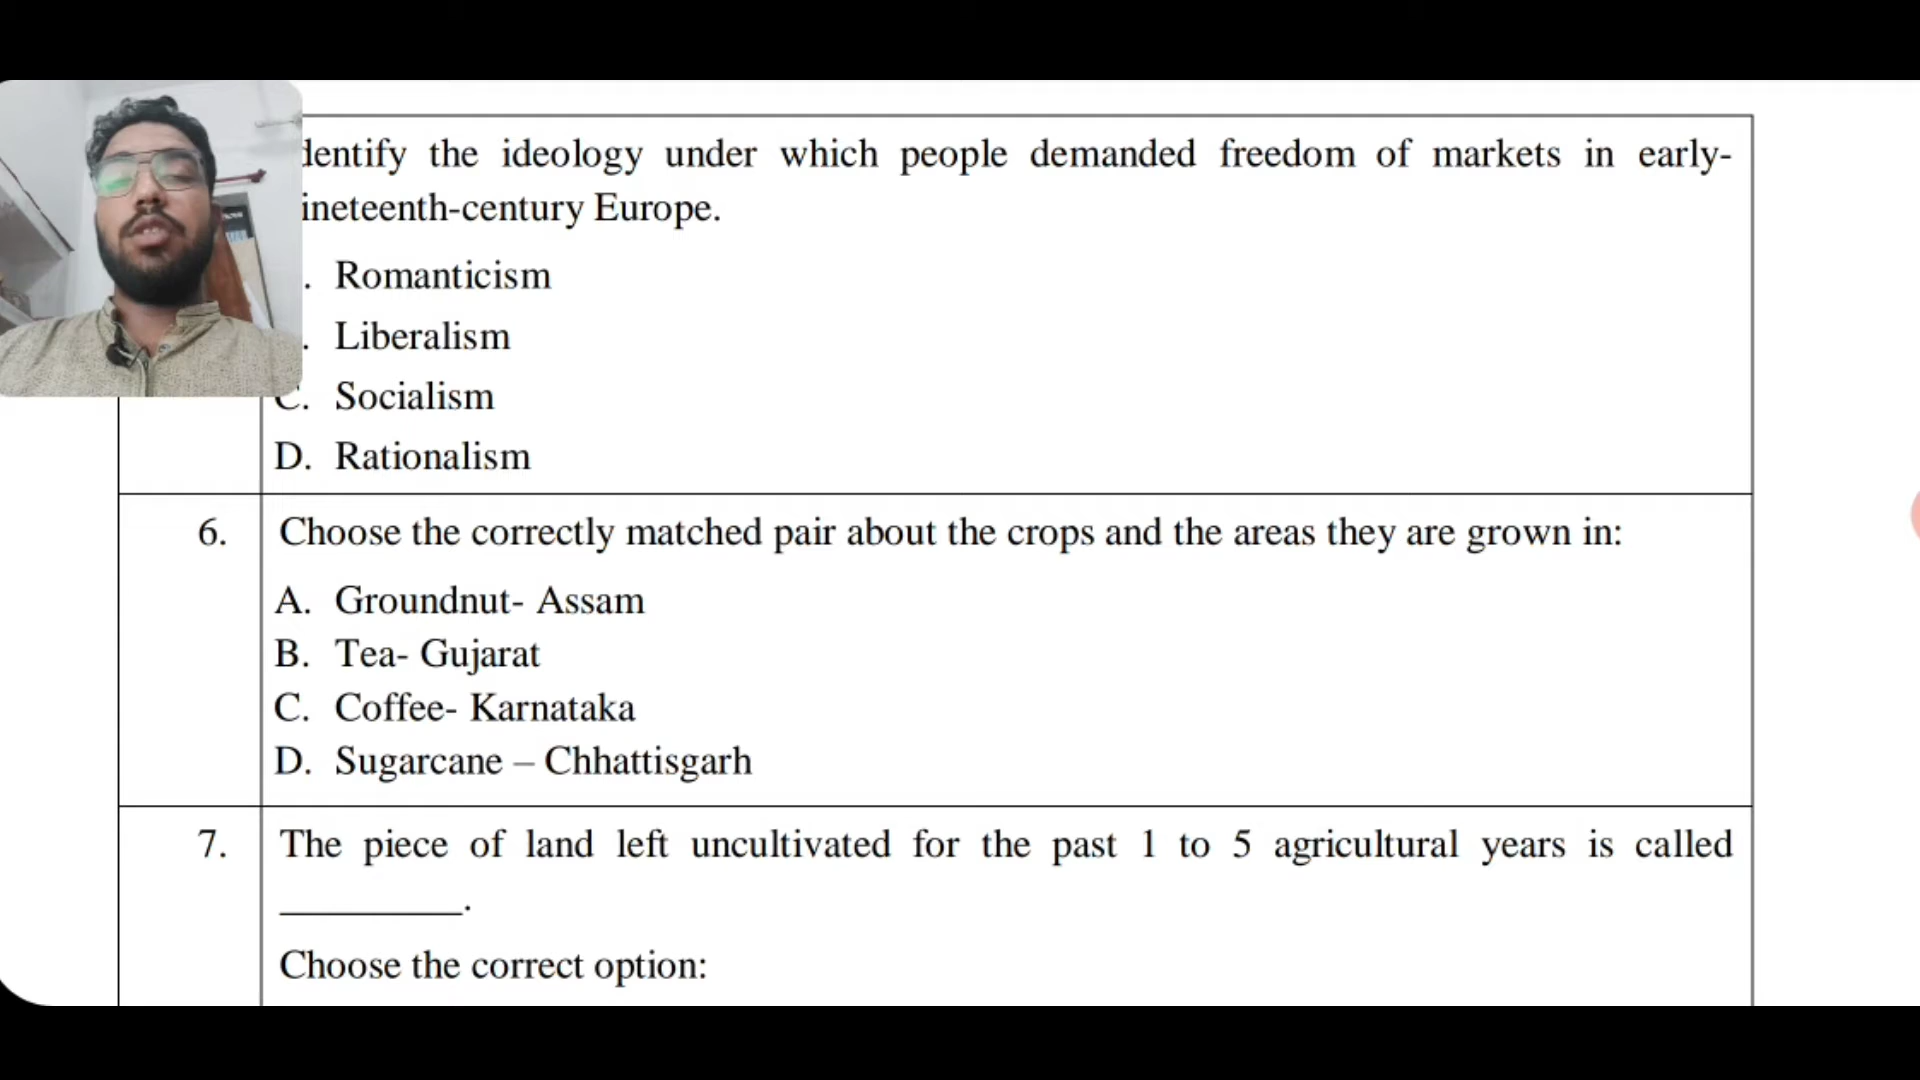 dentify the ideology under which people demanded freedom of markets in early-
ineteenth-century Europe.
. Romanticism
. Liberalism
C. Socialism
D. Rationalism
6. Choose the correctly matched pair about the crops and the areas they are grown in:
A. Groundnut- Assam
B. Tea- Gujarat
C. Coffee- Karnataka
D. Sugarcane – Chhattisgarh
7. The piece of land left uncultivated for the past 1 to 5 agricultural years is called
_________.
Choose the correct option: